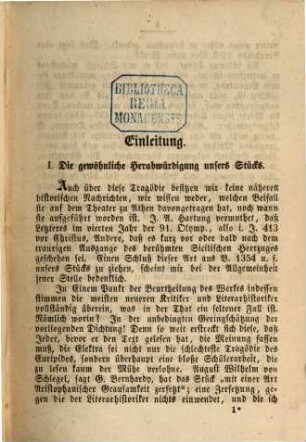 BIBLIOTHECA
REGIA
MONACENSIS
Einleitung.
I. Die gewöhnliche Herabwürdigung unsers Stücks.
Auch über diese Tragödie besitzen wir keine näheren
historischen Nachrichten, wir wissen weder, welchen Beifall
sie auf dem Theater zu Athen davongetragen hat, noch wann
sie aufgeführt worden ist. J. A. Hartung vermuthet, daß
Letzteres im vierten Jahr der 91. Olymp., also i. J. 413
vor Christus, Andere, daß es kurz vor oder bald nach dem
traurigen Ausgange des berühmten Sicilischen Heerzuges
geschehen sei. Einen Schluß dieser Art aus V. 1354 u. f.
unsers Stücks zu ziehen, scheint mir bei der Allgemeinheit
jener Stelle bedenklich.
Zu Einem Punkt der Beurtheilung des Werkes indessen
stimmen die meisten neueren Kritiker und Literarhistoriker
vollständig überein, was in der That ein seltener Fall ist.
Nämlich worin? In der unbedingten Geringschätzung der
vorliegenden Dichtung! Denn so weit erstreckt sich dieß, daß
Jeder, bevor er den Text gelesen hat, die Meinung fassen
muß, die Elektra sei nicht nur die schlechteste Tragödie des
Euripides, sondern überhaupt eine bloße Schülerarbeit, die
zu lesen kaum der Mühe verlohne. August Wilhelm von
Schlegel, sagt G. Bernhardy, hat das Stück „mit einer Art
Aristophanischer Grausamkeit zersetzt“; eine Zersetzung, ge-
gen die der Literarhistoriker nichts einwendet, und die ich
1*